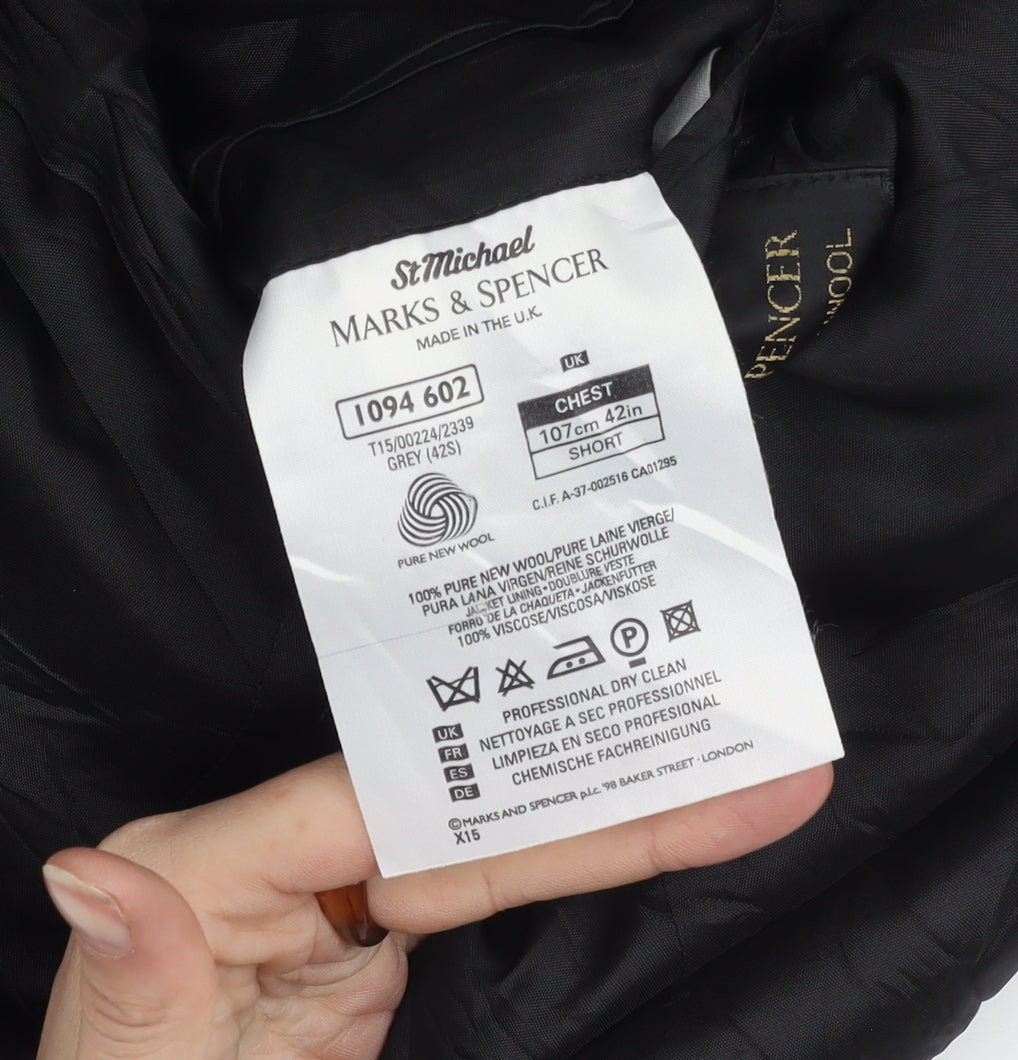 St Michael
MARKS & SPENCER
MADE IN THE U.K.
1094 602
T15/00224/2339
GREY (42S)
UK
CHEST
107cm 42in
SHORT
C.I.F. A-37-002516 CA01295
PURE NEW WOOL
100% PURE NEW WOOL/PURE LAINE VIERGE/
PURA LANA VIRGEN/REINE SCHURWOLLE
JACKET LINING•DOUBLURE VESTE
FORRO DE LA CHAQUETA•JACKENFUTTER
100% VISCOSE/VISCOSA/VISKOSE
P
PROFESSIONAL DRY CLEAN
UK NETTOYAGE A SEC PROFESSIONNEL
FR LIMPIEZA EN SECO PROFESIONAL
ES CHEMISCHE FACHREINIGUNG
DE
©MARKS AND SPENCER p.l.c. '98 BAKER STREET · LONDON
X15
PENCER
WOOL